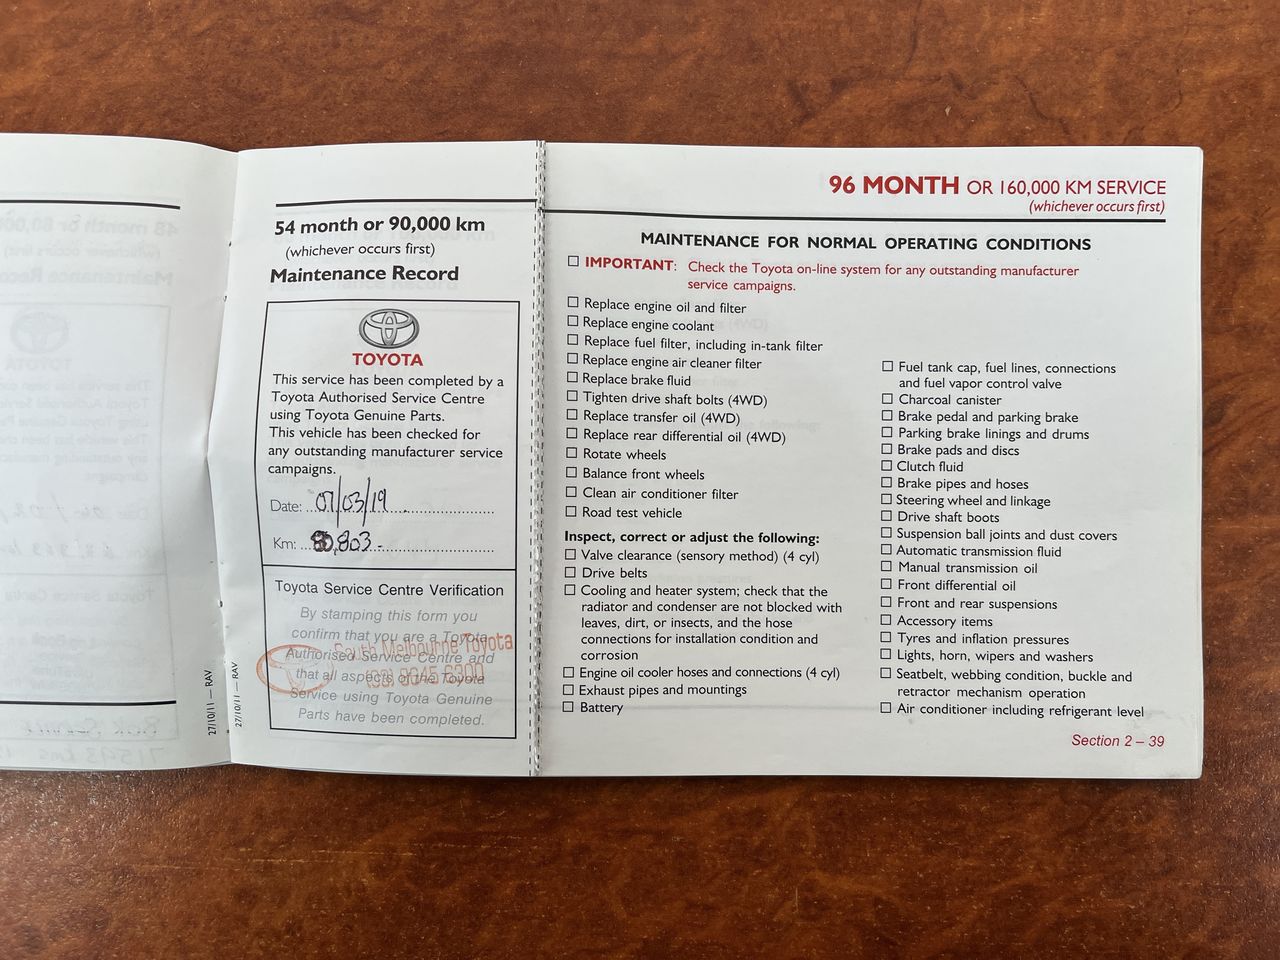 54 month or 90,000 km
(whichever occurs first)
Maintenance Record
TOYOTA
This service has been completed by a
Toyota Authorised Service Centre
using Toyota Genuine Parts.
This vehicle has been checked for
any outstanding manufacturer service
campaigns.
Date: 07/03/19
Km: 80,803-
Toyota Service Centre Verification
By stamping this form you
confirm that you are a Toyota
Authorised Service Centre and
that all aspects of the Toyota
Service using Toyota Genuine
Parts have been completed.
South Melbourne Toyota
27/10/11 — RAV
27/10/11 — RAV
96 MONTH OR 160,000 KM SERVICE
(whichever occurs first)
MAINTENANCE FOR NORMAL OPERATING CONDITIONS
IMPORTANT: Check the Toyota on-line system for any outstanding manufacturer
service campaigns.
Replace engine oil and filter
Replace engine coolant
Replace fuel filter, including in-tank filter
Replace engine air cleaner filter
Replace brake fluid
Tighten drive shaft bolts (4WD)
Replace transfer oil (4WD)
Replace rear differential oil (4WD)
Rotate wheels
Balance front wheels
Clean air conditioner filter
Road test vehicle
Inspect, correct or adjust the following:
Valve clearance (sensory method) (4 cyl)
Drive belts
Cooling and heater system; check that the
radiator and condenser are not blocked with
leaves, dirt, or insects, and the hose
connections for installation condition and
corrosion
Engine oil cooler hoses and connections (4 cyl)
Exhaust pipes and mountings
Battery
Fuel tank cap, fuel lines, connections
and fuel vapor control valve
Charcoal canister
Brake pedal and parking brake
Parking brake linings and drums
Brake pads and discs
Clutch fluid
Brake pipes and hoses
Steering wheel and linkage
Drive shaft boots
Suspension ball joints and dust covers
Automatic transmission fluid
Manual transmission oil
Front differential oil
Front and rear suspensions
Accessory items
Tyres and inflation pressures
Lights, horn, wipers and washers
Seatbelt, webbing condition, buckle and
retractor mechanism operation
Air conditioner including refrigerant level
Section 2 – 39